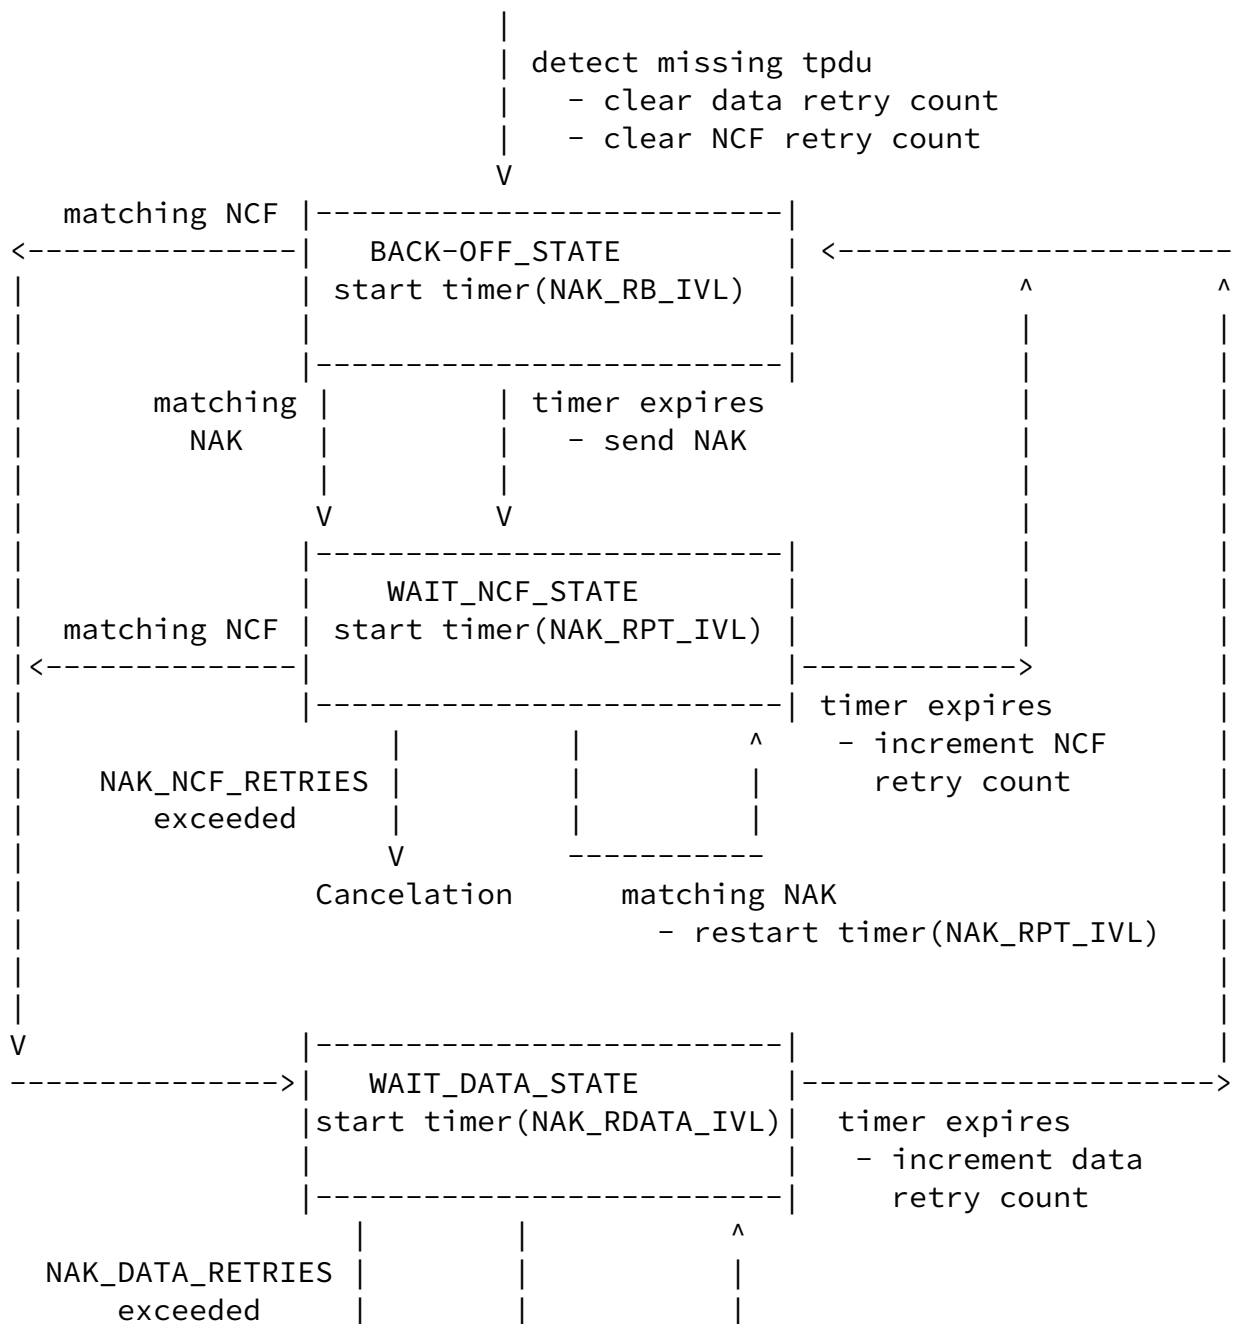 detect missing tpdu
- clear data retry count
- clear NCF retry count
matching NCF
BACK-OFF_STATE
start timer(NAK_RB_IVL)
matching
NAK
timer expires
- send NAK
WAIT_NCF_STATE
matching NCF
start timer(NAK_RPT_IVL)
timer expires
- increment NCF
retry count
NAK_NCF_RETRIES
exceeded
Cancelation
matching NAK
- restart timer(NAK_RPT_IVL)
WAIT_DATA_STATE
start timer(NAK_RDATA_IVL)
timer expires
- increment data
retry count
NAK_DATA_RETRIES
exceeded